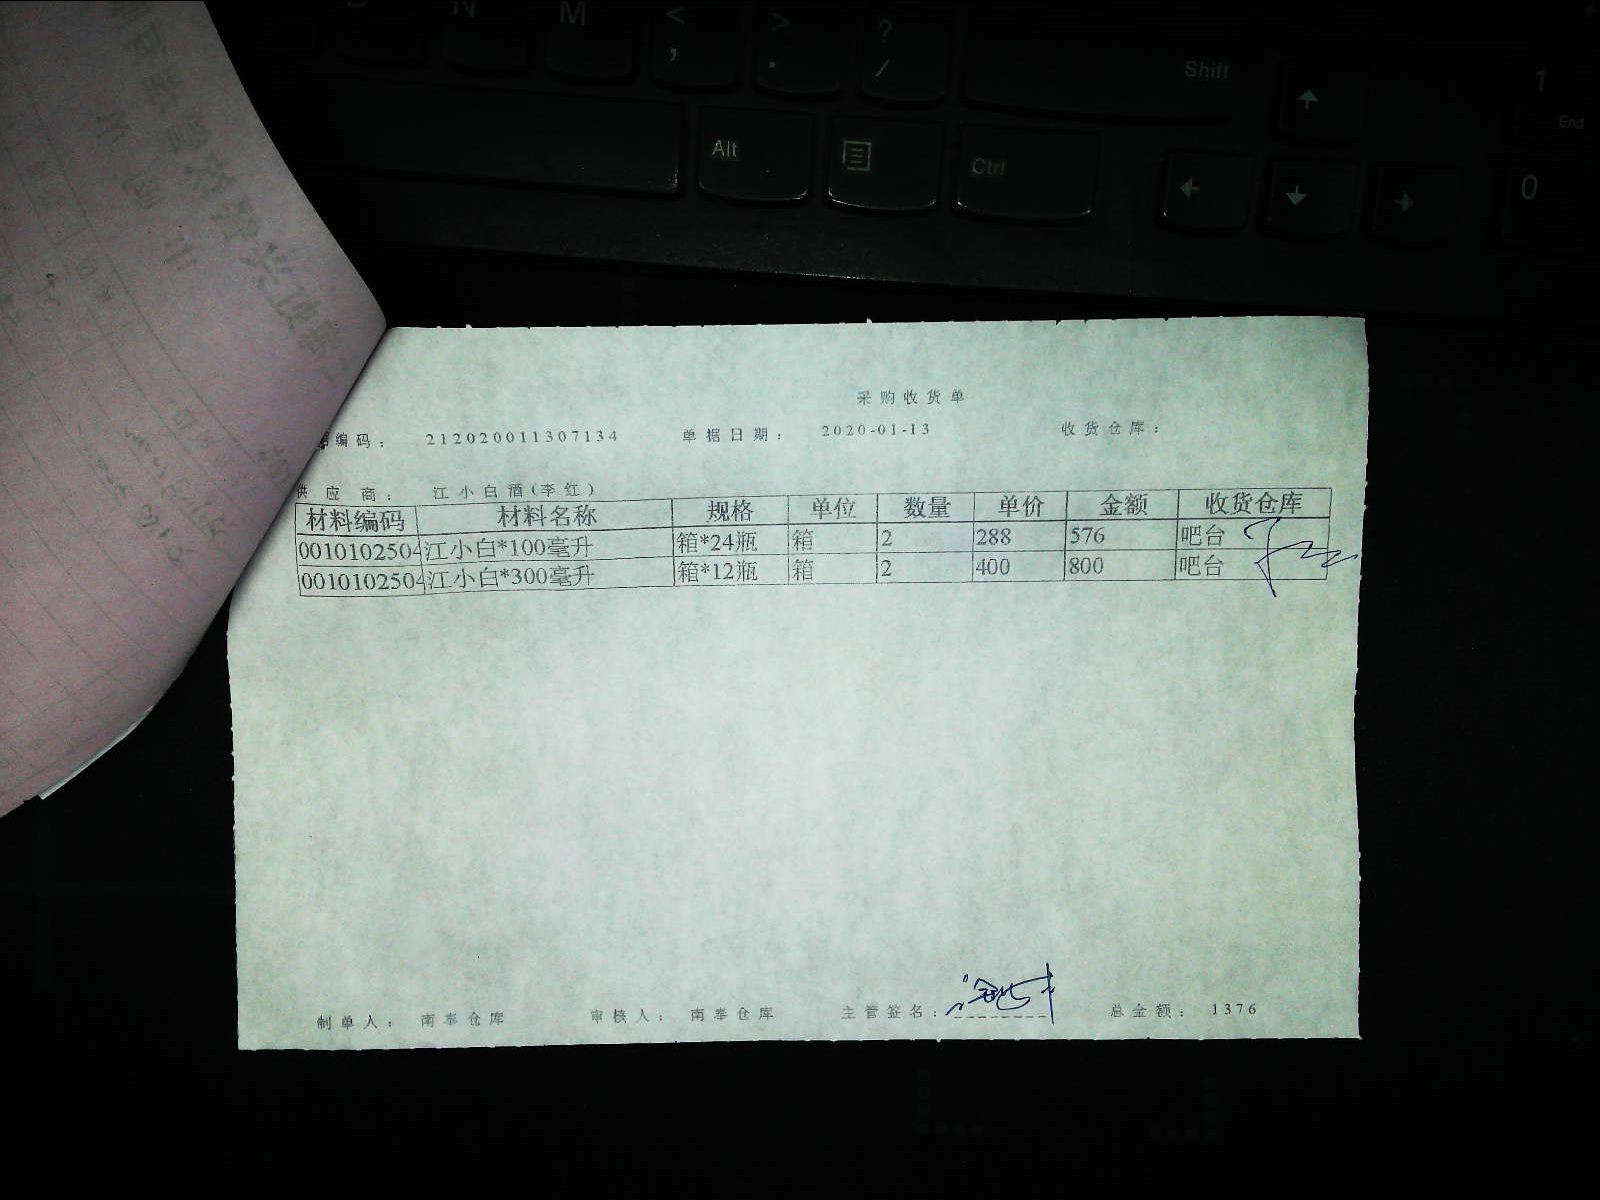 N M < , > . ? / Shift 1 End
Alt Ctrl 0
采购收货单
编码： 212020011307134 单据日期： 2020-01-13 收货仓库：
供应商： 江小白酒(李红)
材料编码 材料名称 规格 单位 数量 单价 金额 收货仓库
0010102504 江小白*100毫升 箱*24瓶 箱 2 288 576 吧台
0010102504 江小白*300毫升 箱*12瓶 箱 2 400 800 吧台
制单人： 南奉仓库 审核人： 南奉仓库 主管签名： 总金额： 1376